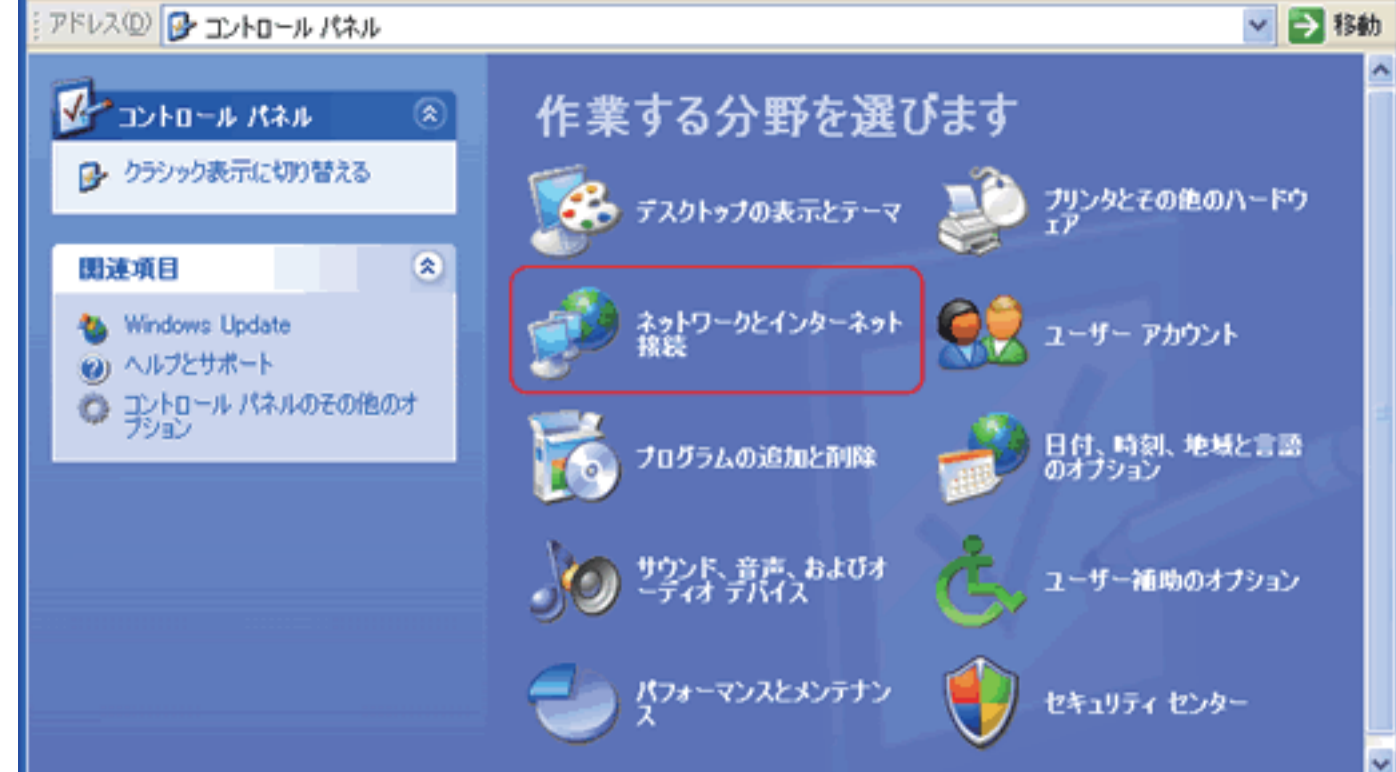 アドレス(D) コントロール パネル 移動
コントロール パネル
クラシック表示に切り替える
関連項目
Windows Update
ヘルプとサポート
コントロール パネルのその他のオ
プション
作業する分野を選びます
デスクトップの表示とテーマ
プリンタとその他のハードウ
ェア
ネットワークとインターネット
接続
ユーザー アカウント
プログラムの追加と削除
日付、時刻、地域と言語
のオプション
サウンド、音声、およびオ
ーディオ デバイス
ユーザー補助のオプション
パフォーマンスとメンテナン
ス
セキュリティ センター